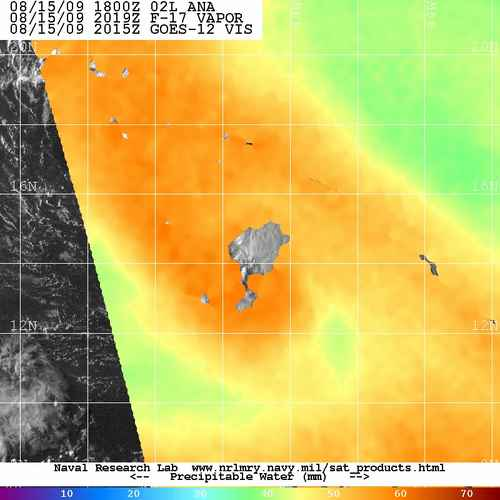 08/15/09 1800Z 02L ANA
08/15/09 2019Z F-17 VAPOR
08/15/09 2015Z GOES-12 VIS
20N
16N
16N
12N
12N
Naval Research Lab www.nrlmry.navy.mil/sat_products.html
<-- Precipitable Water (mm) -->
10 20 30 40 50 60 70